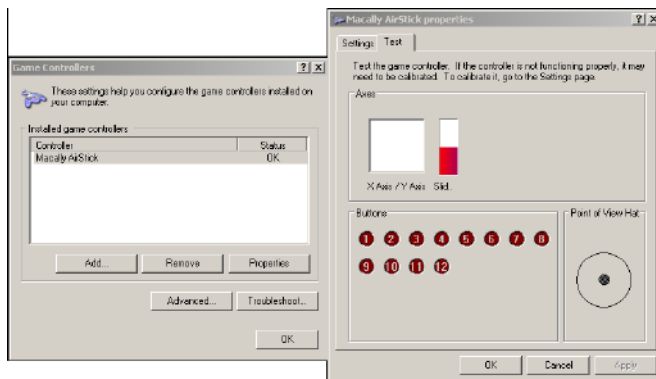 Game Controllers
These settings help you configure the game controllers installed on
your computer.
Installed game controllers
Controller Status
Macally AirStick OK
Add... Remove Properties
Advanced... Troubleshoot...
OK
Macally AirStick properties
Settings Test
Test the game controller. If the controller is not functioning properly, it may
need to be calibrated. To calibrate it, go to the Settings page.
Axes
X Axis / Y Axis Slid..
Buttons
1 2 3 4 5 6 7 8
9 10 11 12
Point of View Hat
OK Cancel Apply